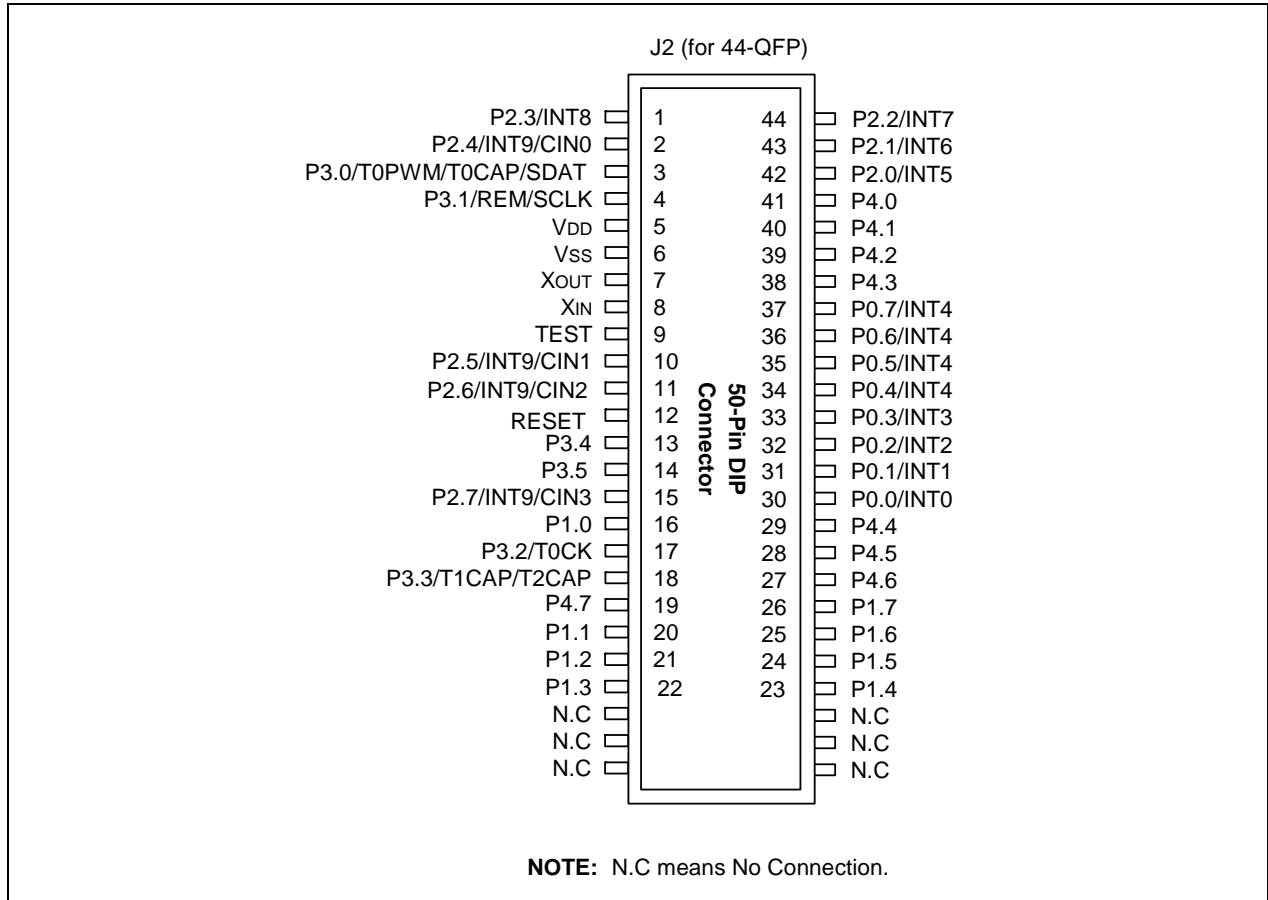 J2 (for 44-QFP)
P2.3/INT8 1 44 P2.2/INT7
P2.4/INT9/CIN0 2 43 P2.1/INT6
P3.0/T0PWM/T0CAP/SDAT 3 42 P2.0/INT5
P3.1/REM/SCLK 4 41 P4.0
VDD 5 40 P4.1
VSS 6 39 P4.2
XOUT 7 38 P4.3
XIN 8 37 P0.7/INT4
TEST 9 36 P0.6/INT4
P2.5/INT9/CIN1 10 35 P0.5/INT4
P2.6/INT9/CIN2 11 34 P0.4/INT4
RESET 12 33 P0.3/INT3
P3.4 13 32 P0.2/INT2
P3.5 14 31 P0.1/INT1
P2.7/INT9/CIN3 15 30 P0.0/INT0
P1.0 16 29 P4.4
P3.2/T0CK 17 28 P4.5
P3.3/T1CAP/T2CAP 18 27 P4.6
P4.7 19 26 P1.7
P1.1 20 25 P1.6
P1.2 21 24 P1.5
P1.3 22 23 P1.4
N.C N.C
N.C N.C
N.C N.C
50-Pin DIP
Connector
NOTE: N.C means No Connection.